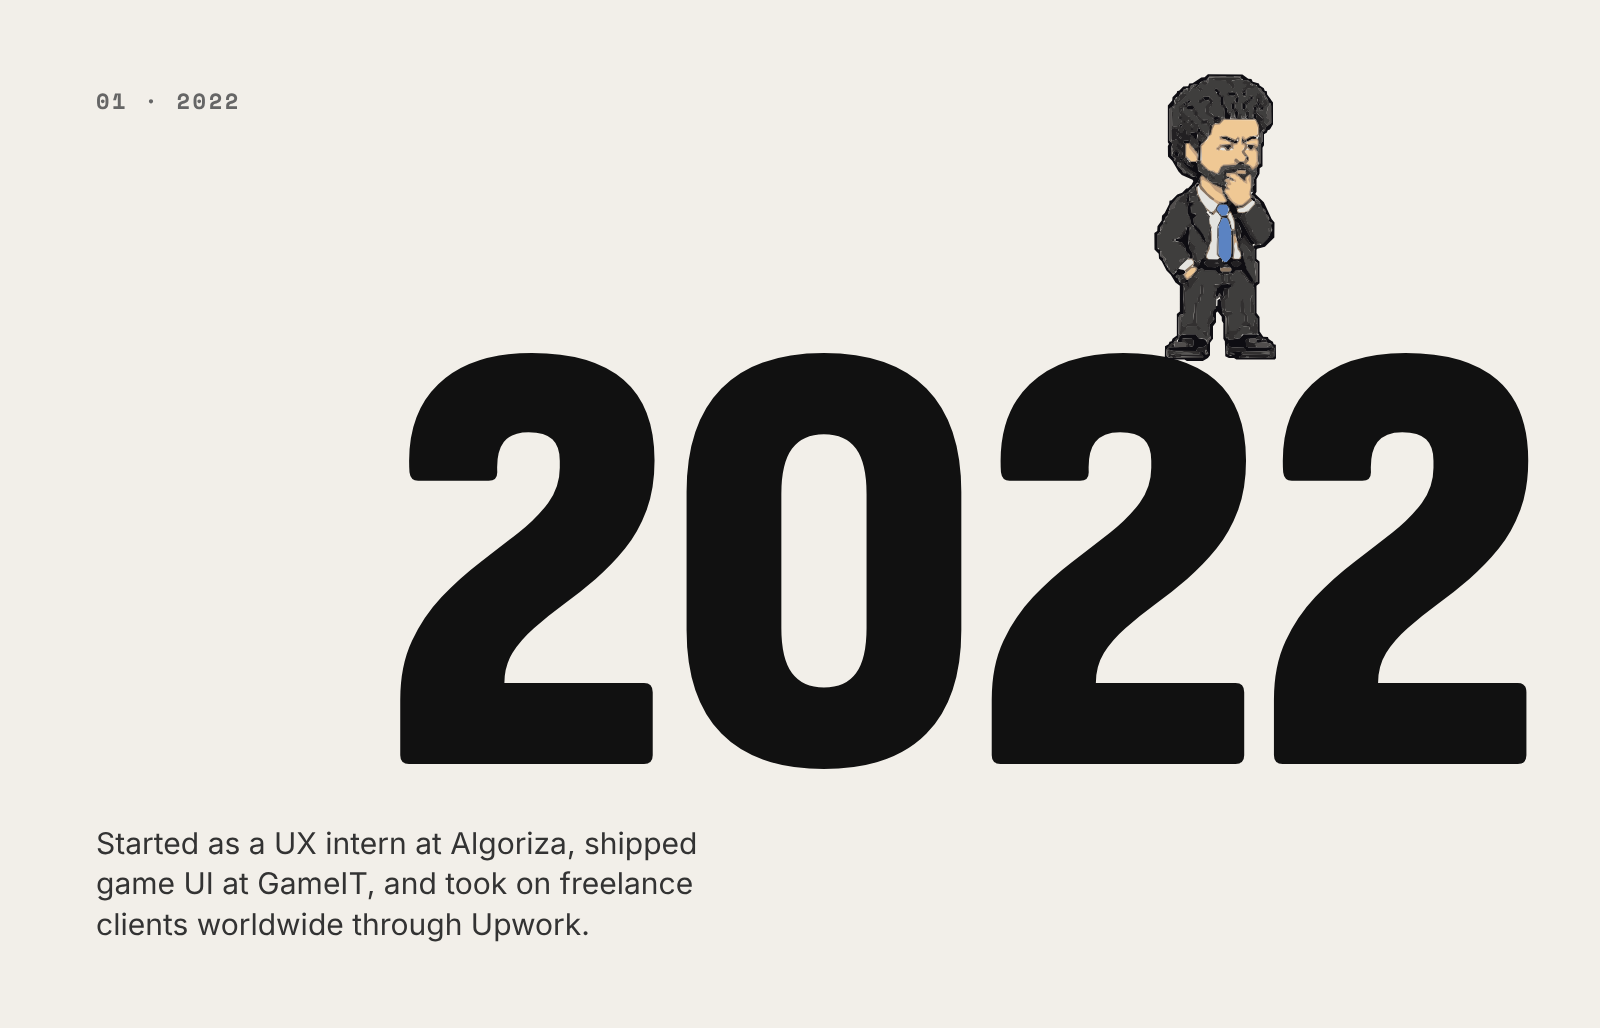 01 · 2022
2022
Started as a UX intern at Algoriza, shipped
game UI at GameIT, and took on freelance
clients worldwide through Upwork.